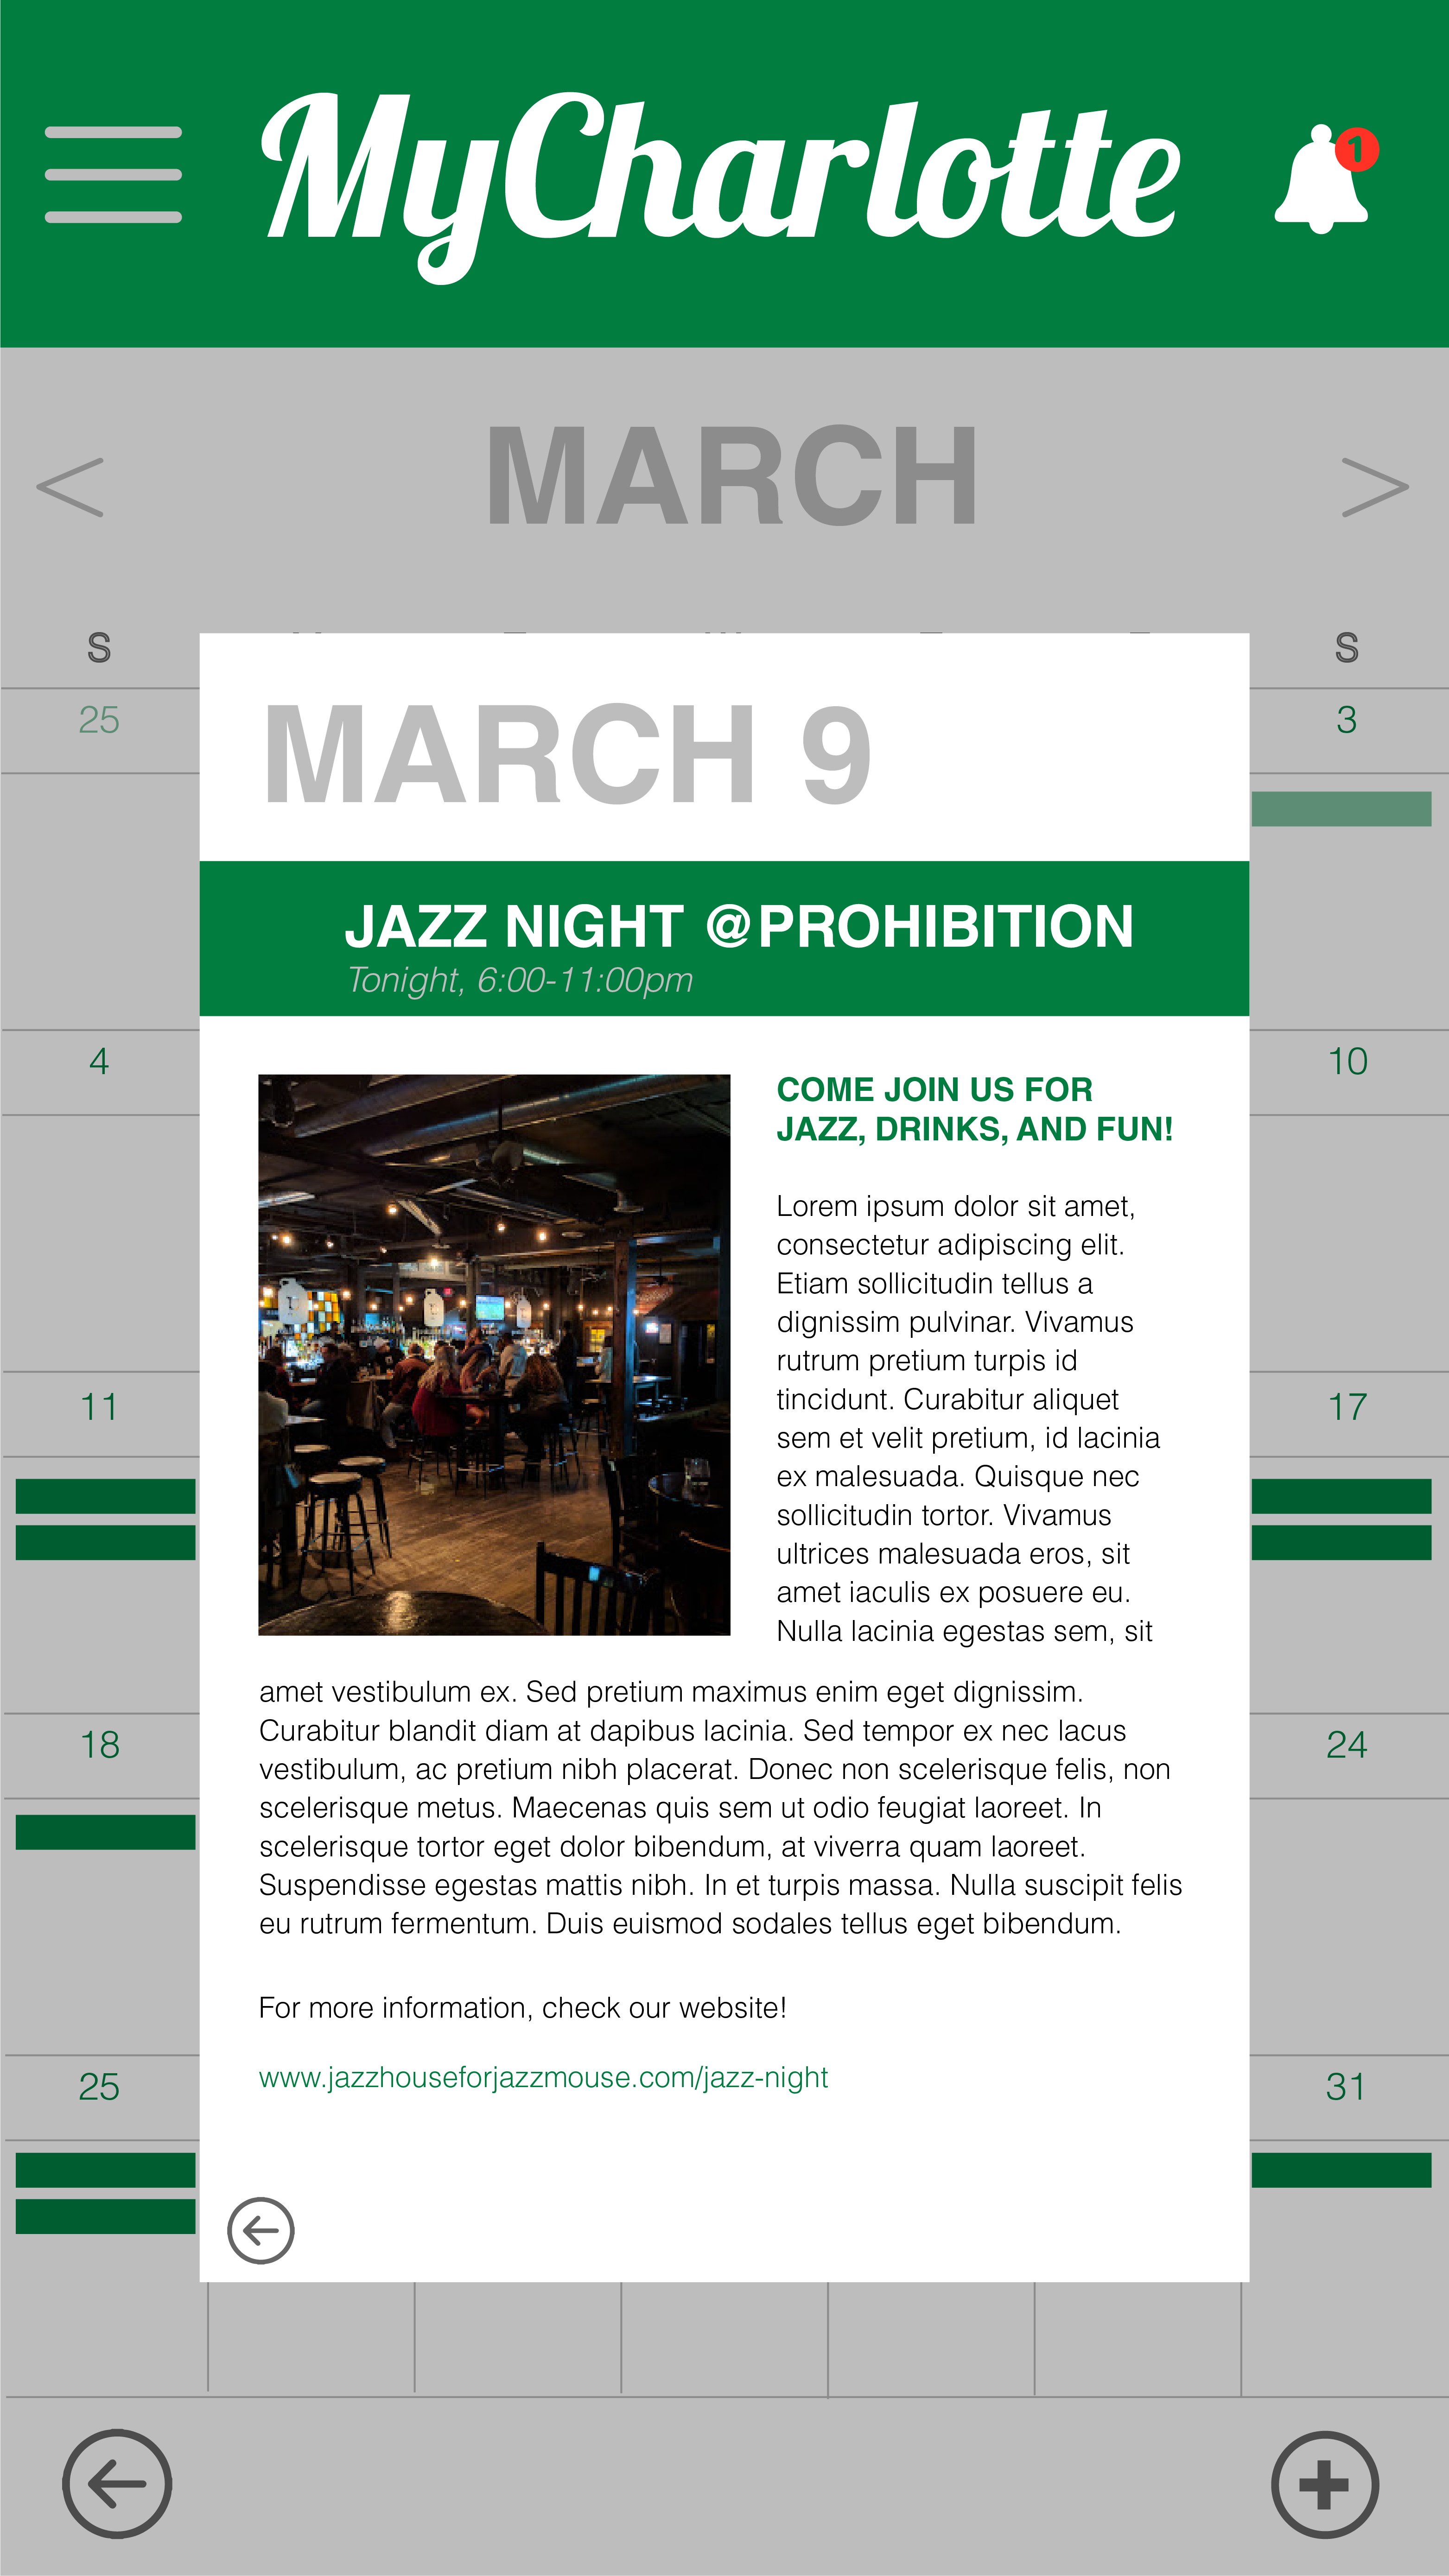 MyCharlotte
1
<
MARCH
>
S
S
25
3
MARCH 9
JAZZ NIGHT @PROHIBITION
Tonight, 6:00-11:00pm
4
10
COME JOIN US FOR
JAZZ, DRINKS, AND FUN!
Lorem ipsum dolor sit amet,
consectetur adipiscing elit.
Etiam sollicitudin tellus a
dignissim pulvinar. Vivamus
rutrum pretium turpis id
tincidunt. Curabitur aliquet
sem et velit pretium, id lacinia
ex malesuada. Quisque nec
sollicitudin tortor. Vivamus
ultrices malesuada eros, sit
amet iaculis ex posuere eu.
Nulla lacinia egestas sem, sit
amet vestibulum ex. Sed pretium maximus enim eget dignissim.
Curabitur blandit diam at dapibus lacinia. Sed tempor ex nec lacus
vestibulum, ac pretium nibh placerat. Donec non scelerisque felis, non
scelerisque metus. Maecenas quis sem ut odio feugiat laoreet. In
scelerisque tortor eget dolor bibendum, at viverra quam laoreet.
Suspendisse egestas mattis nibh. In et turpis massa. Nulla suscipit felis
eu rutrum fermentum. Duis euismod sodales tellus eget bibendum.
For more information, check our website!
www.jazzhouseforjazzmouse.com/jazz-night
11
17
18
24
25
31